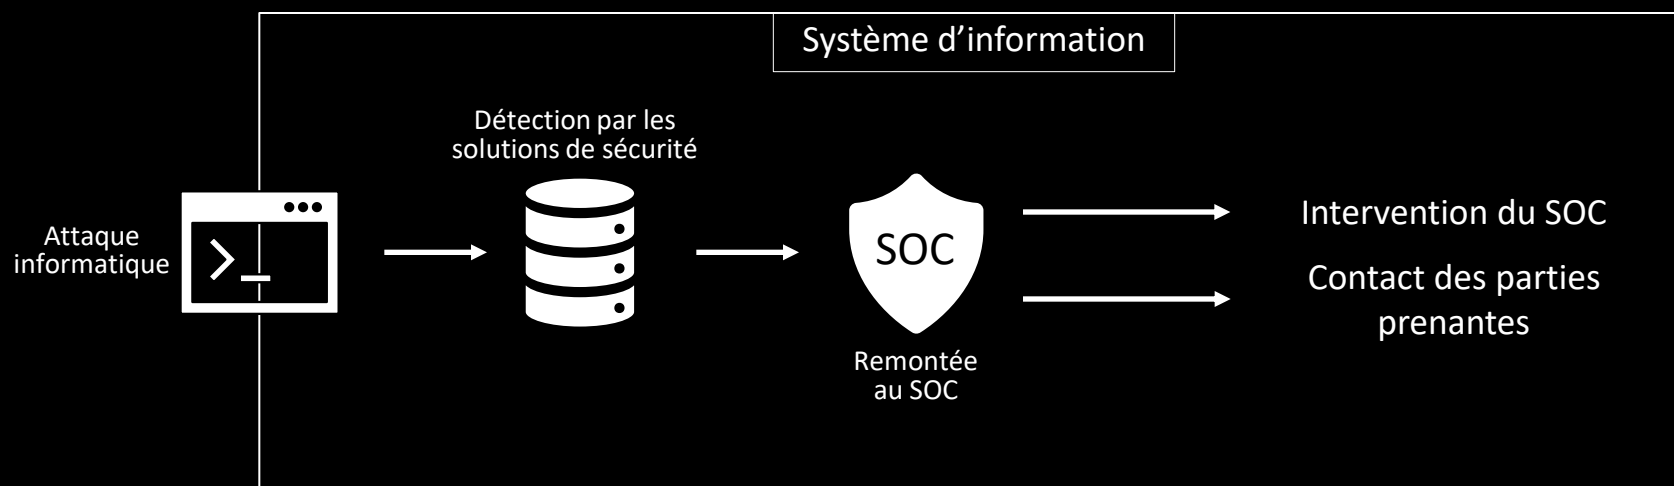 Système d’information
Détection par les
solutions de sécurité
Attaque
informatique
>_
SOC
Remontée
au SOC
Intervention du SOC
Contact des parties
prenantes